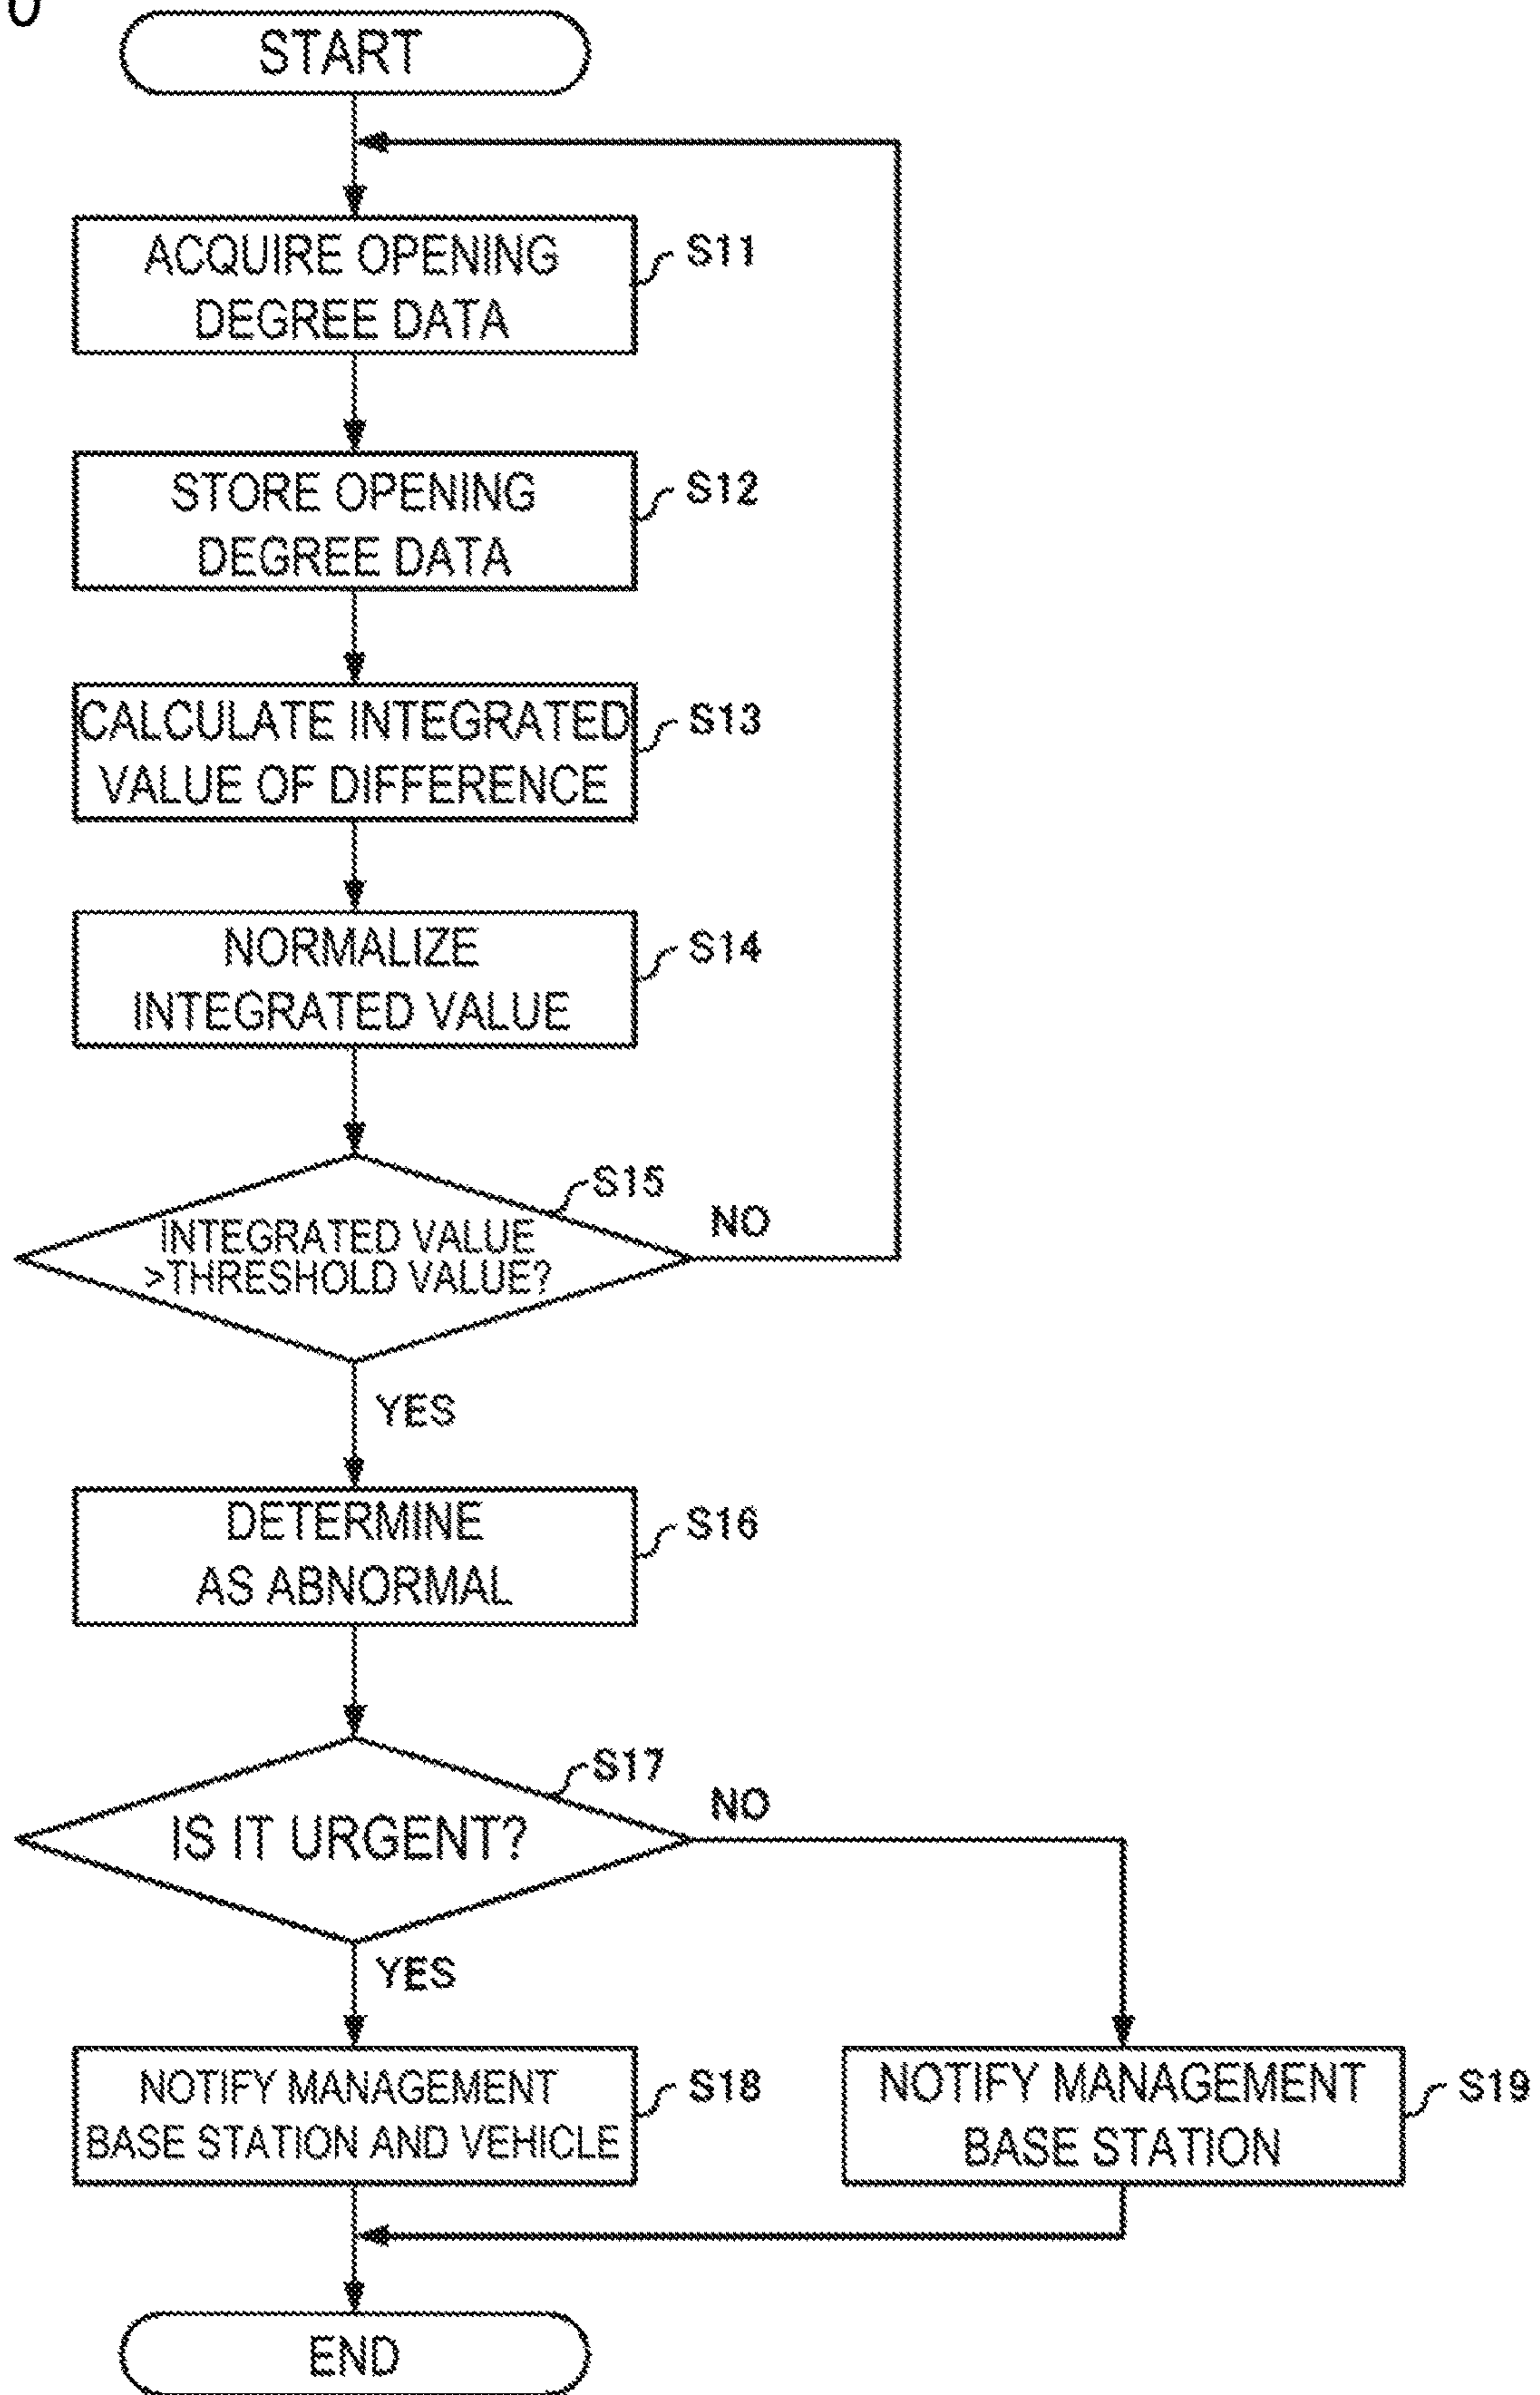 START
ACQUIRE OPENING
DEGREE DATA
S11
STORE OPENING
DEGREE DATA
S12
CALCULATE INTEGRATED
VALUE OF DIFFERENCE
S13
NORMALIZE
INTEGRATED VALUE
S14
S15
INTEGRATED VALUE
>THRESHOLD VALUE?
NO
YES
DETERMINE
AS ABNORMAL
S16
S17
IS IT URGENT?
NO
YES
NOTIFY MANAGEMENT
BASE STATION AND VEHICLE
S18
NOTIFY MANAGEMENT
BASE STATION
S19
END